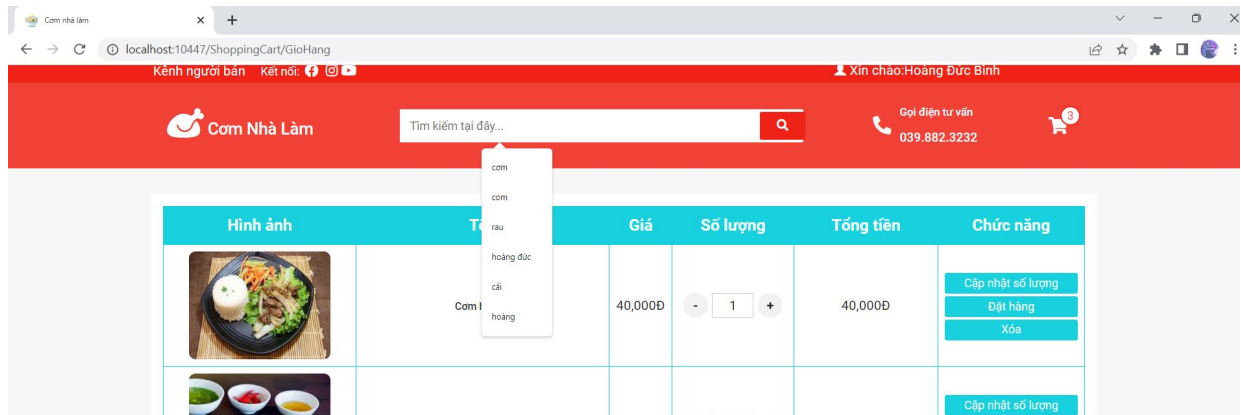 Cơm nhà làm
localhost:10447/ShoppingCart/GioHang
Kênh người bán Kết nối: Xin chào:Hoàng Đức Bình
Cơm Nhà Làm
Tìm kiếm tại đây...
Gọi điện tư vấn
039.882.3232
3
cơm
com
rau
hoàng đức
cải
hoàng
Hình ảnh Giá Số lượng Tổng tiền Chức năng
Cơm 40,000Đ - 1 + 40,000Đ
Cập nhật số lượng
Đặt hàng
Xóa
Cập nhật số lượng